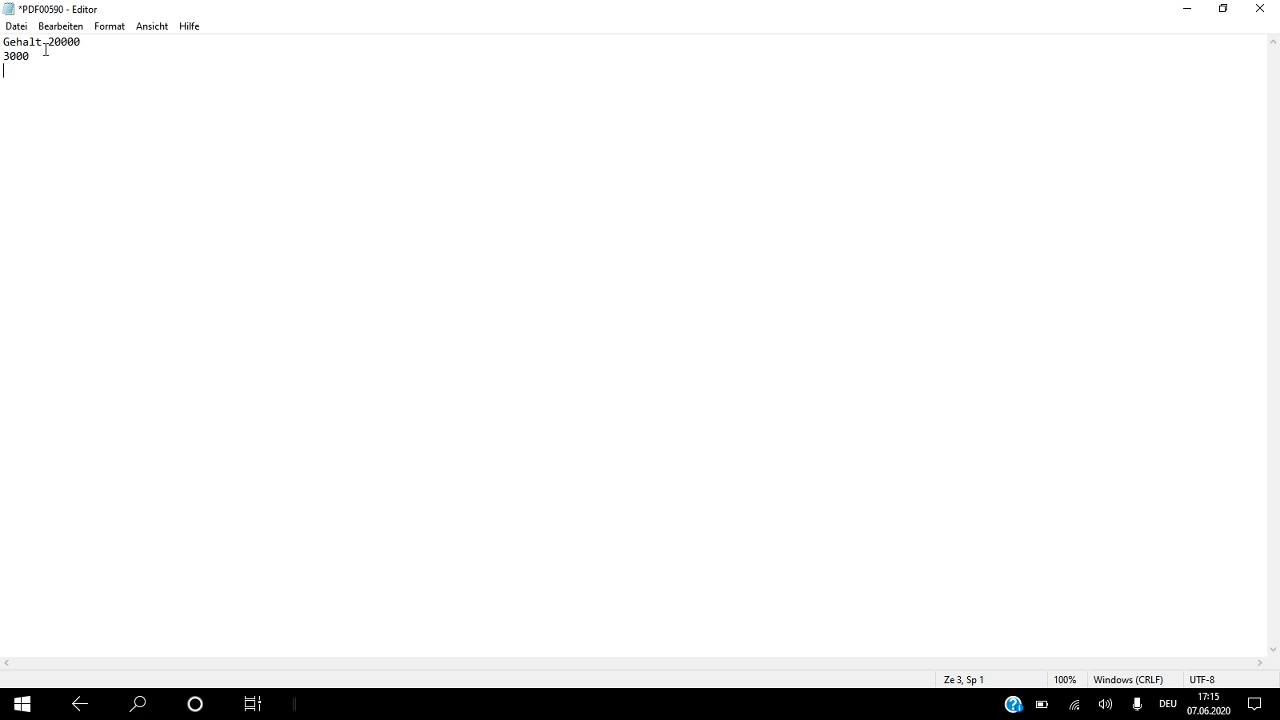 *PDF00590 - Editor
Datei Bearbeiten Format Ansicht Hilfe
Gehalt 20000
3000
Ze 3, Sp 1 100% Windows (CRLF) UTF-8
DEU 17:15
07.06.2020